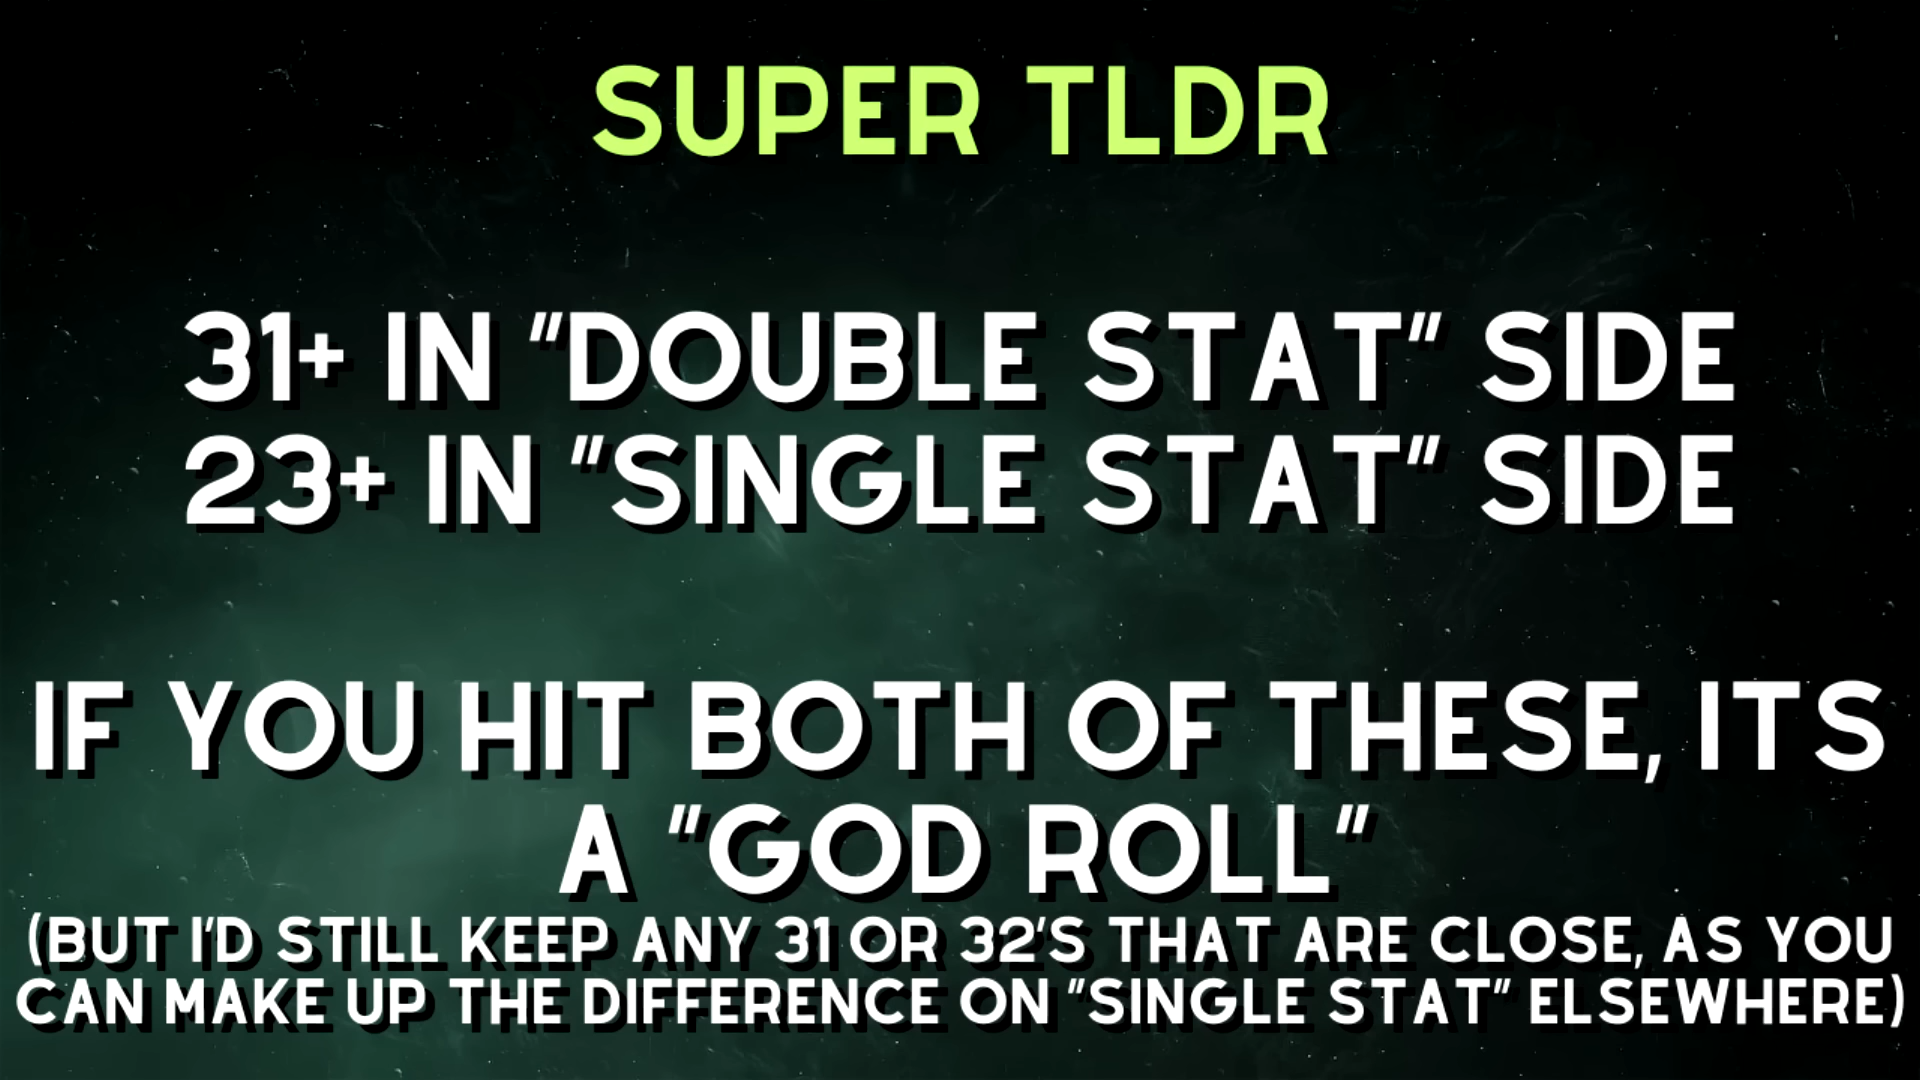 SUPER TLDR
31+ IN "DOUBLE STAT" SIDE
23+ IN "SINGLE STAT" SIDE
IF YOU HIT BOTH OF THESE, ITS
A "GOD ROLL"
(BUT I'D STILL KEEP ANY 31 OR 32'S THAT ARE CLOSE, AS YOU
CAN MAKE UP THE DIFFERENCE ON "SINGLE STAT" ELSEWHERE)